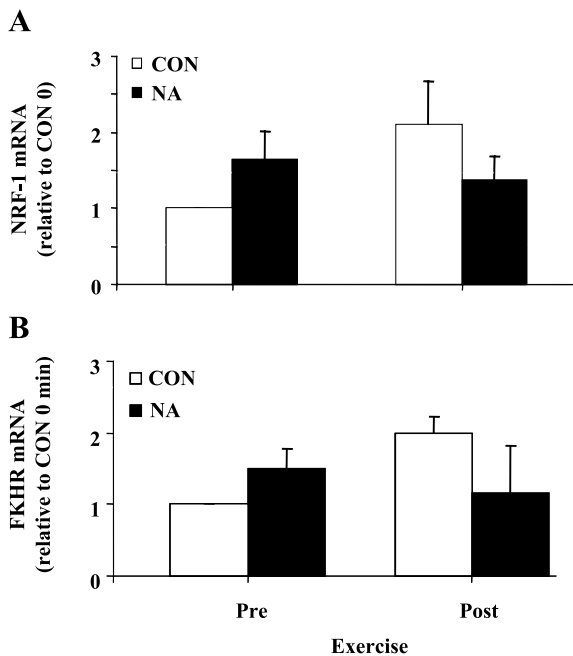 A
NRF-1 mRNA
(relative to CON 0)
3
2
1
0
CON
NA
B
FKHR mRNA
(relative to CON 0 min)
3
2
1
0
CON
NA
Pre
Post
Exercise